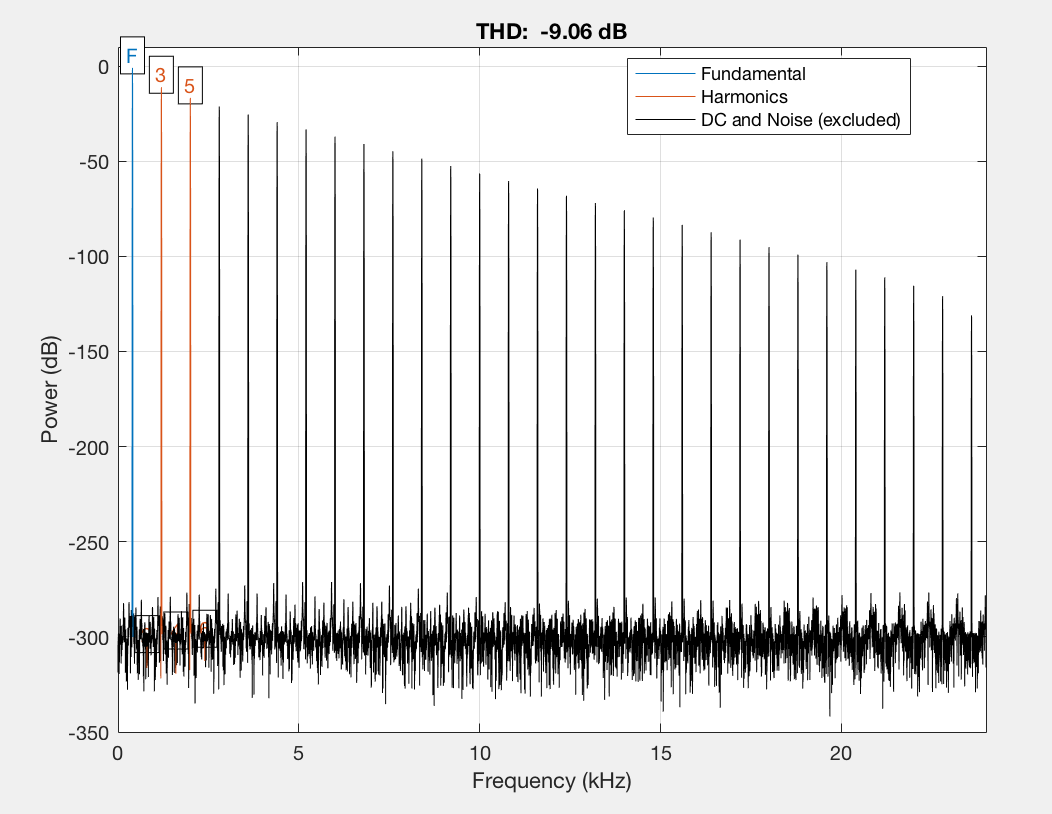 THD:  -9.06 dB
F
3
5
Fundamental
Harmonics
DC and Noise (excluded)
0
-50
-100
-150
-200
-250
-300
-350
Power (dB)
0
5
10
15
20
Frequency (kHz)